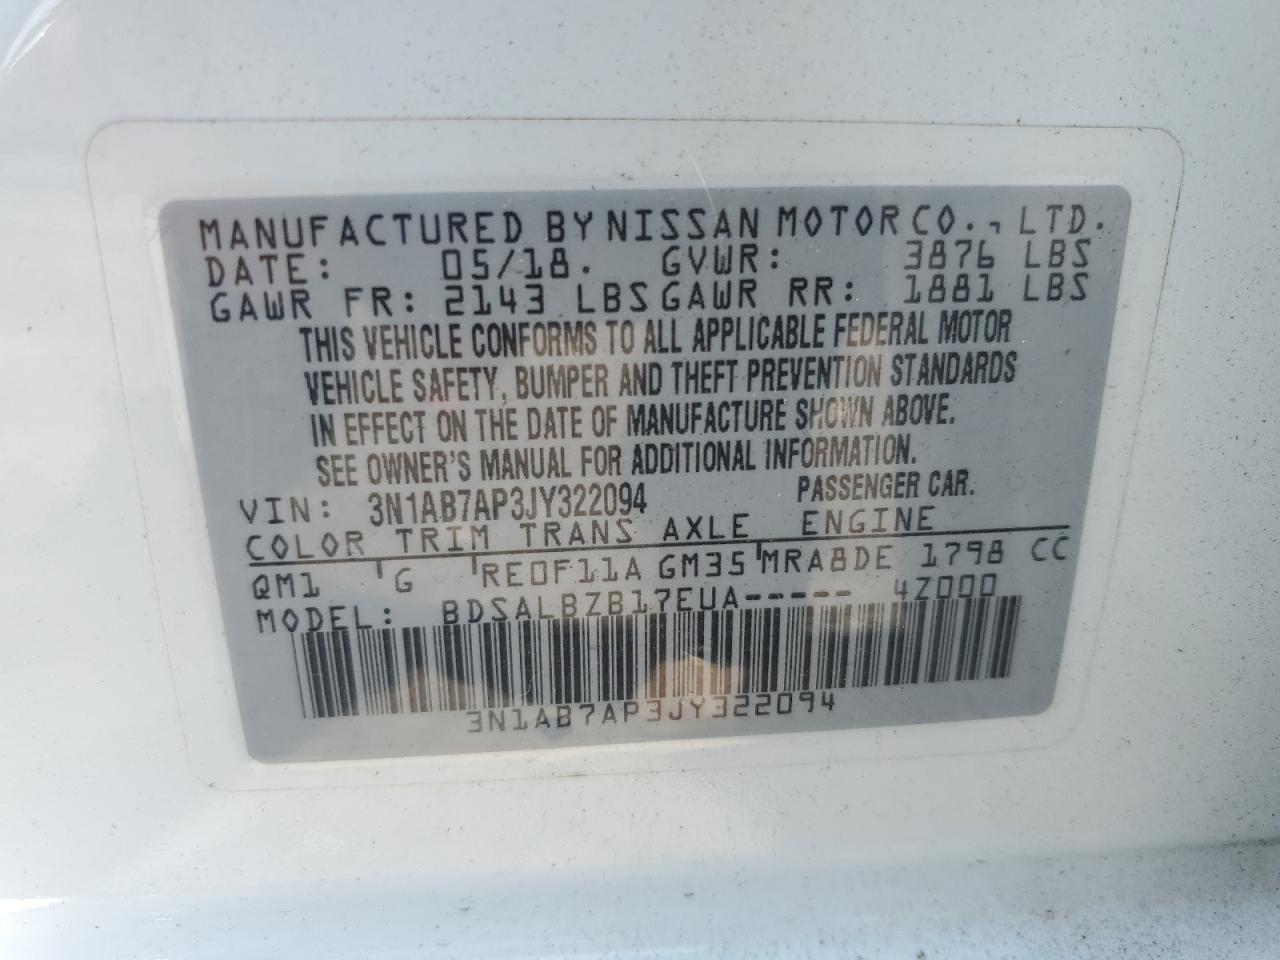 MANUFACTURED BY NISSAN MOTOR CO., LTD.
DATE: 05/18. GVWR: 3876 LBS
GAWR FR: 2143 LBS GAWR RR: 1881 LBS
THIS VEHICLE CONFORMS TO ALL APPLICABLE FEDERAL MOTOR
VEHICLE SAFETY, BUMPER AND THEFT PREVENTION STANDARDS
IN EFFECT ON THE DATE OF MANUFACTURE SHOWN ABOVE.
SEE OWNER'S MANUAL FOR ADDITIONAL INFORMATION.
VIN: 3N1AB7AP3JY322094 PASSENGER CAR.
COLOR TRIM TRANS AXLE ENGINE
QM1 G RE0F11A GM35 MRA8DE 1798 CC
MODEL: BDSALBZB17EUA----- 4Z000
3N1AB7AP3JY322094